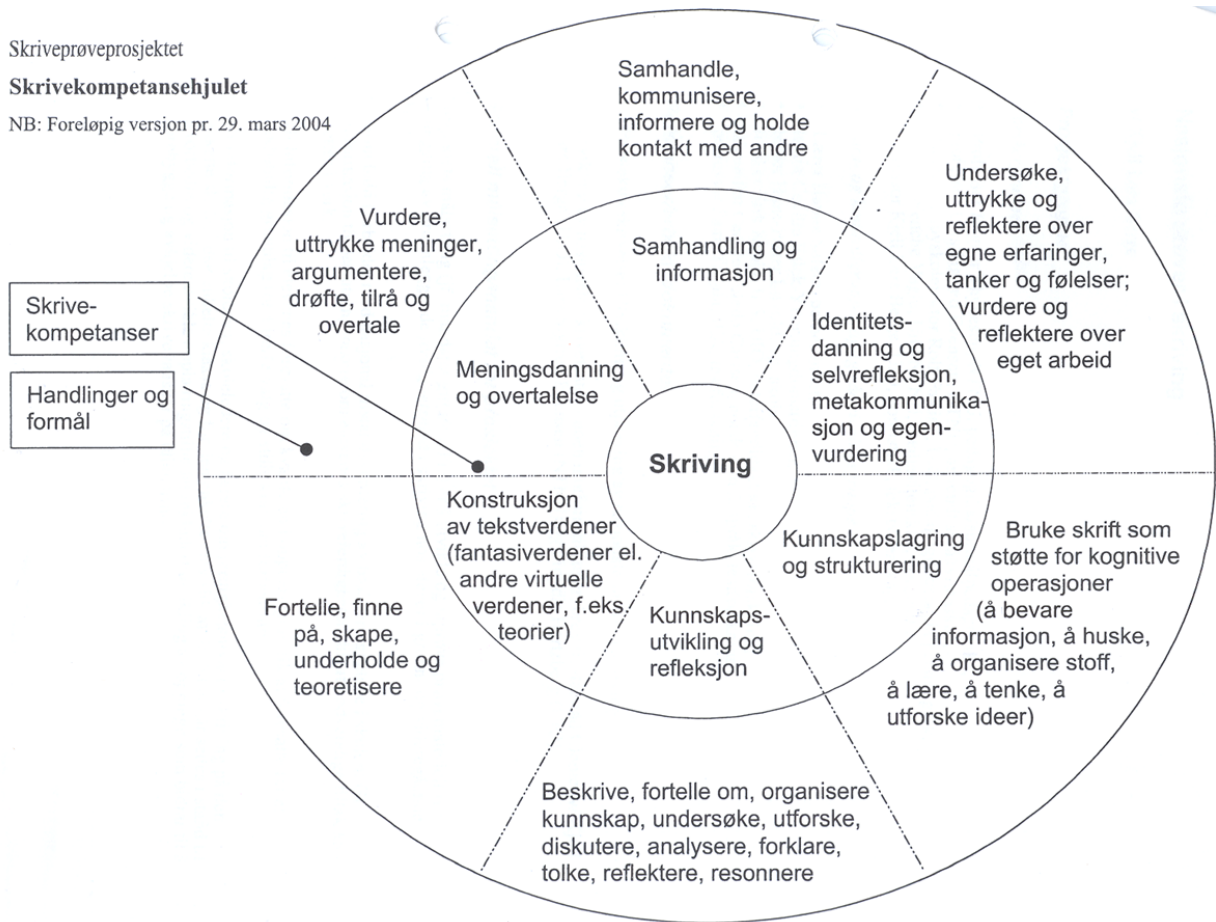 Skriveprøveprosjektet
Skrivekompetansehjulet
NB: Foreløpig versjon pr. 29. mars 2004
Samhandle,
kommunisere,
informere og holde
kontakt med andre
Undersøke,
uttrykke og
reflektere over
egne erfaringer,
tanker og følelser;
vurdere og
reflektere over
eget arbeid
Vurdere,
uttrykke meninger,
argumentere,
drøfte, tilrå og
overtale
Samhandling og
informasjon
Skrive-
kompetanser
Handlinger og
formål
Meningsdanning
og overtalelse
Identitets-
danning og
selvrefleksjon,
metakommunika-
sjon og egen-
vurdering
Skriving
Konstruksjon
av tekstverdener
(fantasiverdener el.
andre virtuelle
verdener, f.eks.
teorier)
Kunnskapslagring
og strukturering
Kunnskaps-
utvikling og
refleksjon
Bruke skrift som
støtte for kognitive
operasjoner
(å bevare
informasjon, å huske,
å organisere stoff,
å lære, å tenke, å
utforske ideer)
Fortelle, finne
på, skape,
underholde og
teoretisere
Beskrive, fortelle om, organisere
kunnskap, undersøke, utforske,
diskutere, analysere, forklare,
tolke, reflektere, resonnere